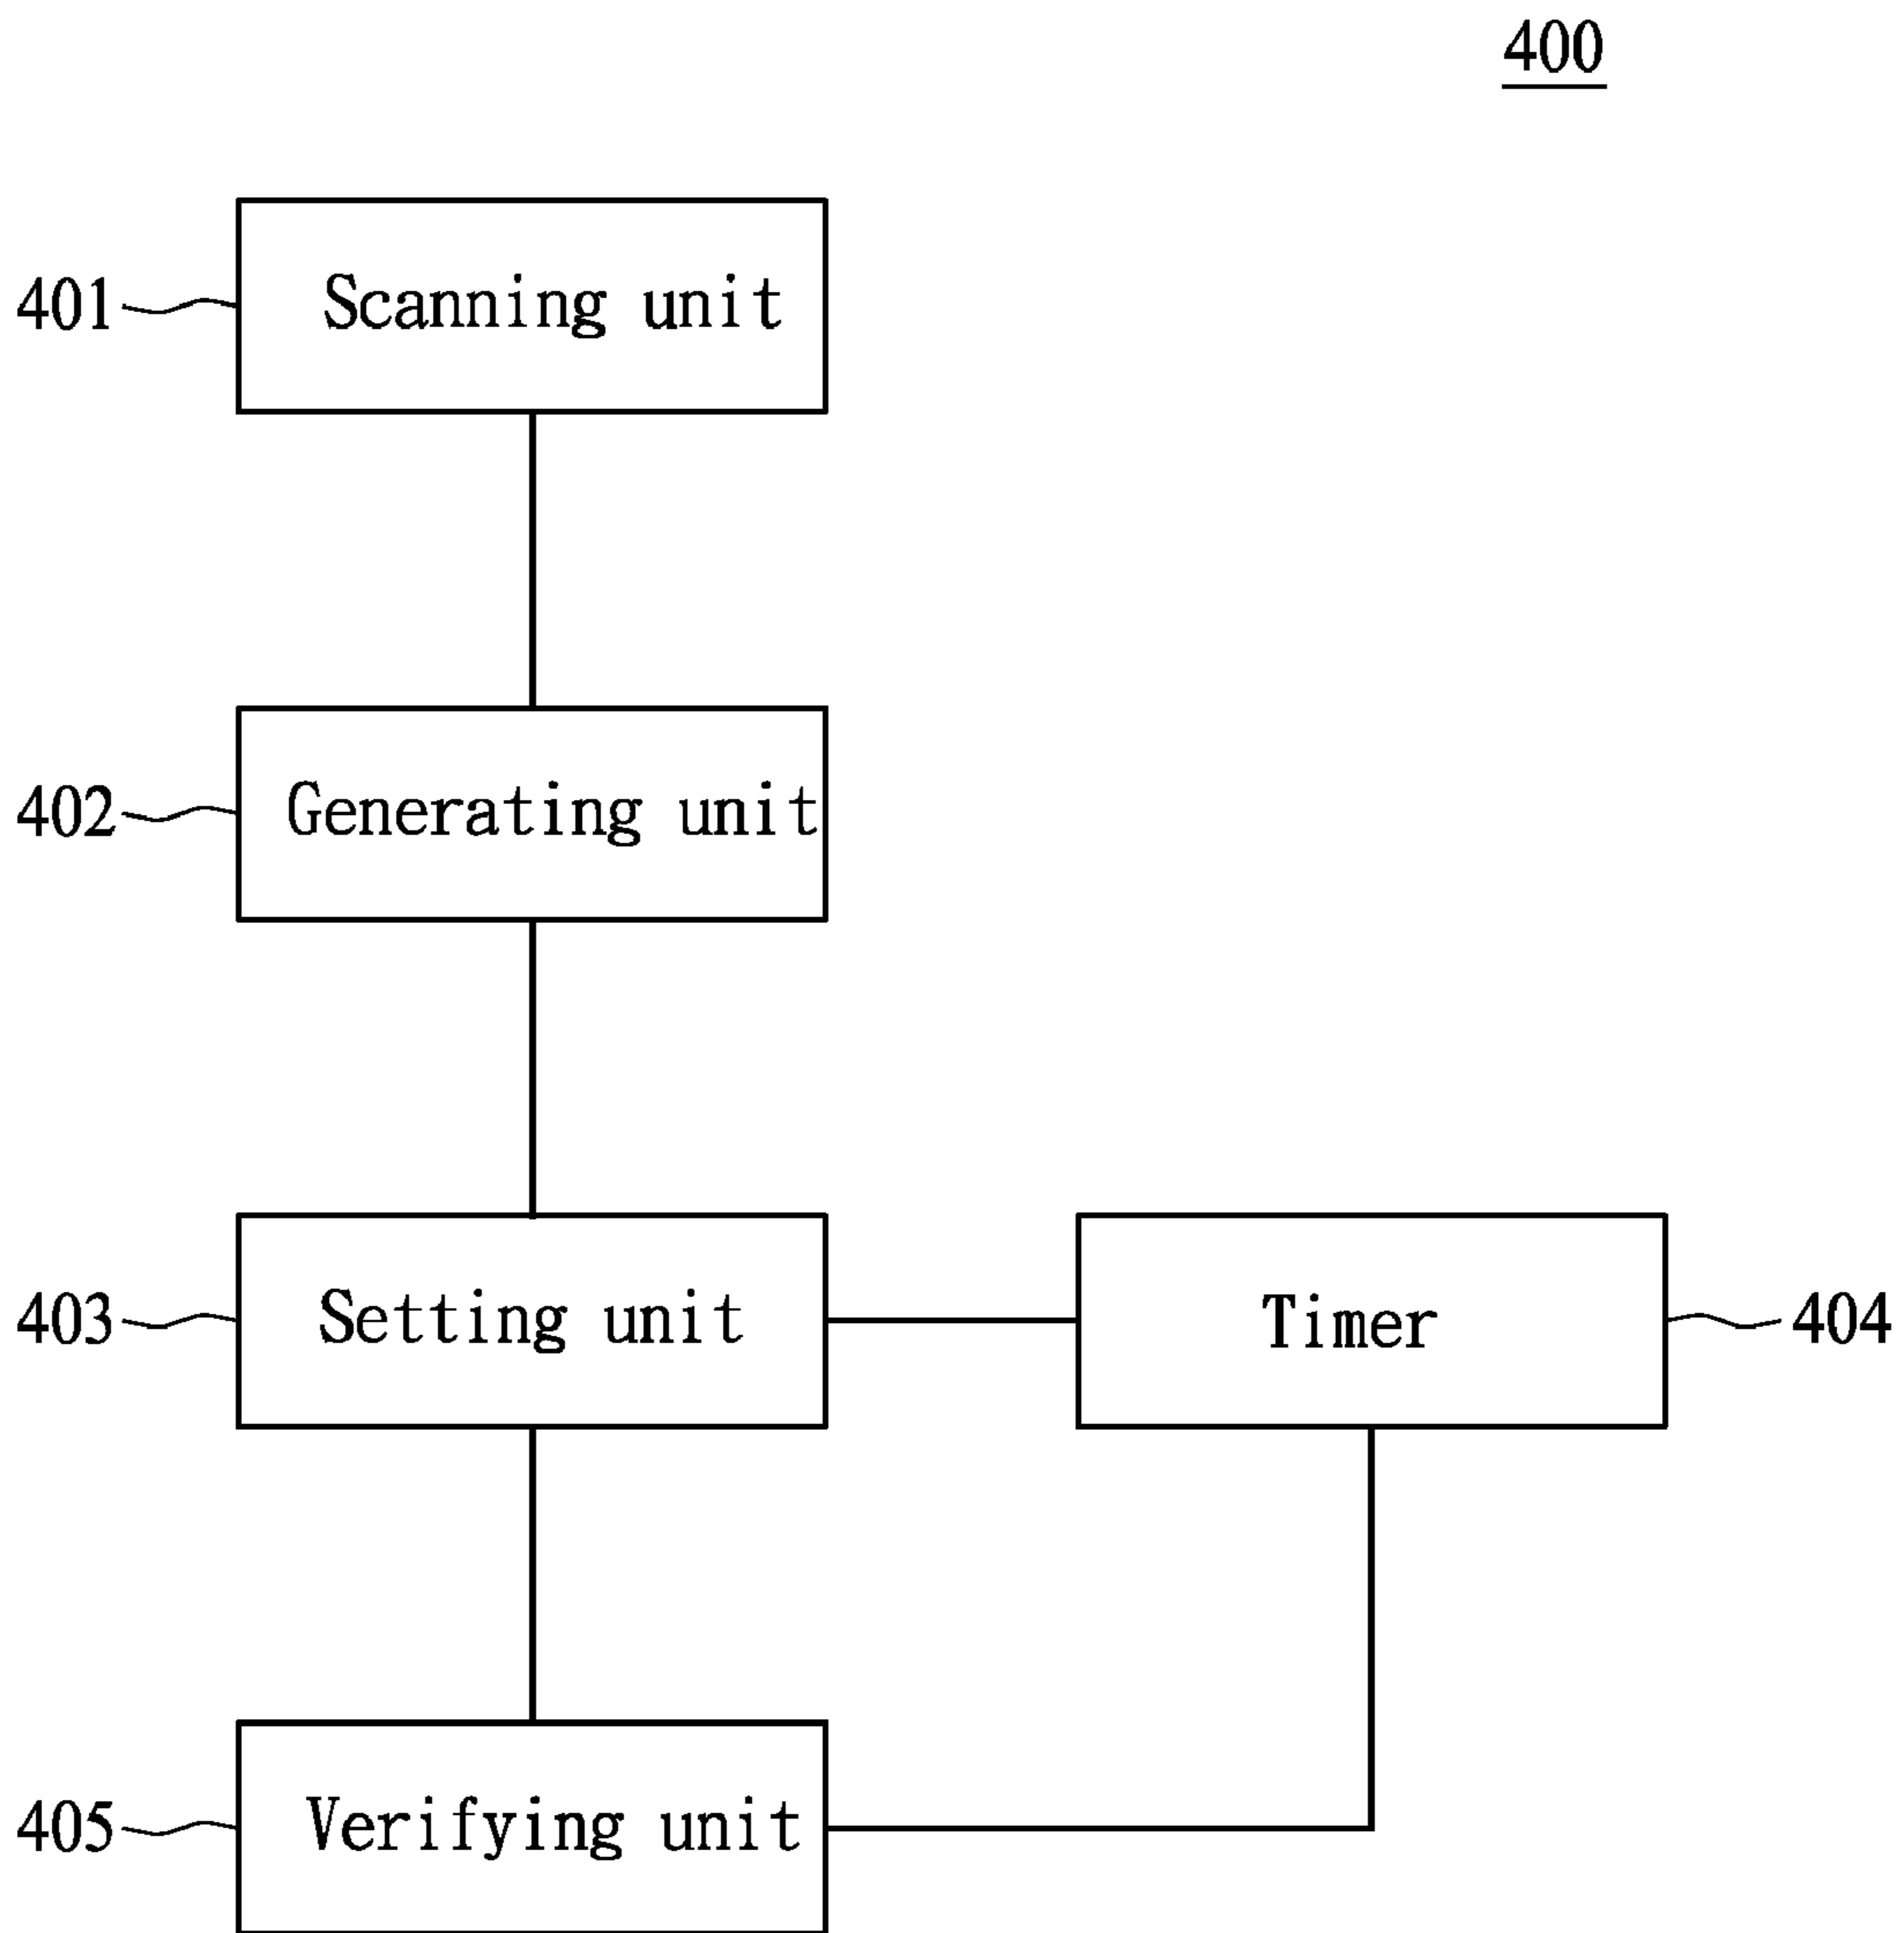 400
401 Scanning unit
402 Generating unit
403 Setting unit Timer 404
405 Verifying unit